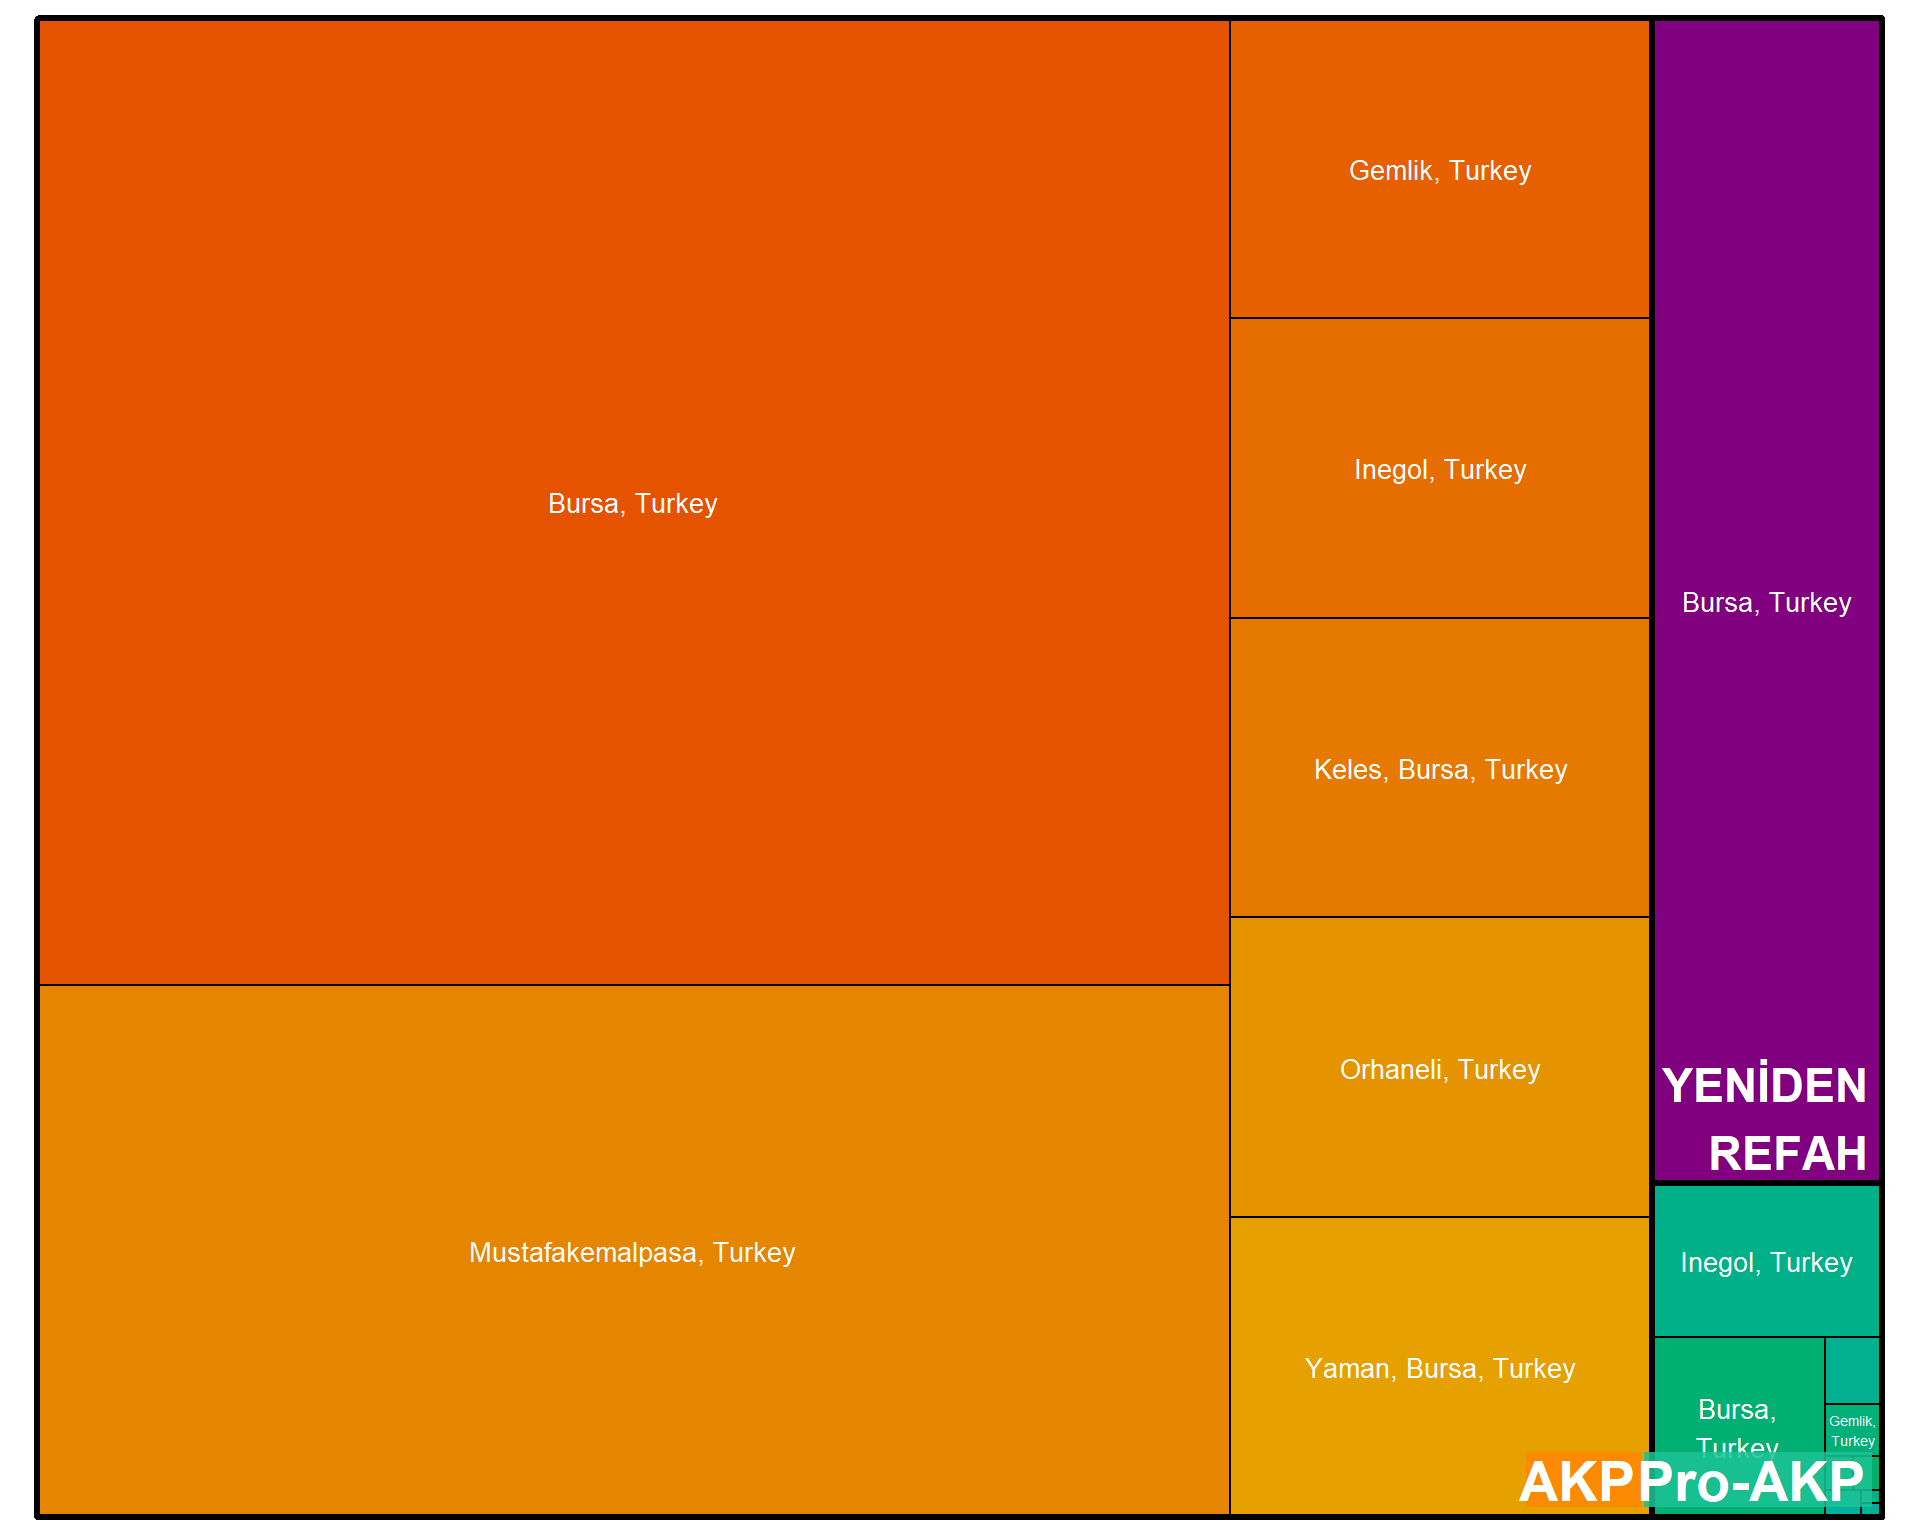 Bursa, Turkey
Mustafakemalpasa, Turkey
Gemlik, Turkey
Inegol, Turkey
Keles, Bursa, Turkey
Orhaneli, Turkey
Yaman, Bursa, Turkey
AKP
Bursa, Turkey
YENİDEN
REFAH
Inegol, Turkey
Bursa,
Turkey
Gemlik,
Turkey
Pro-AKP